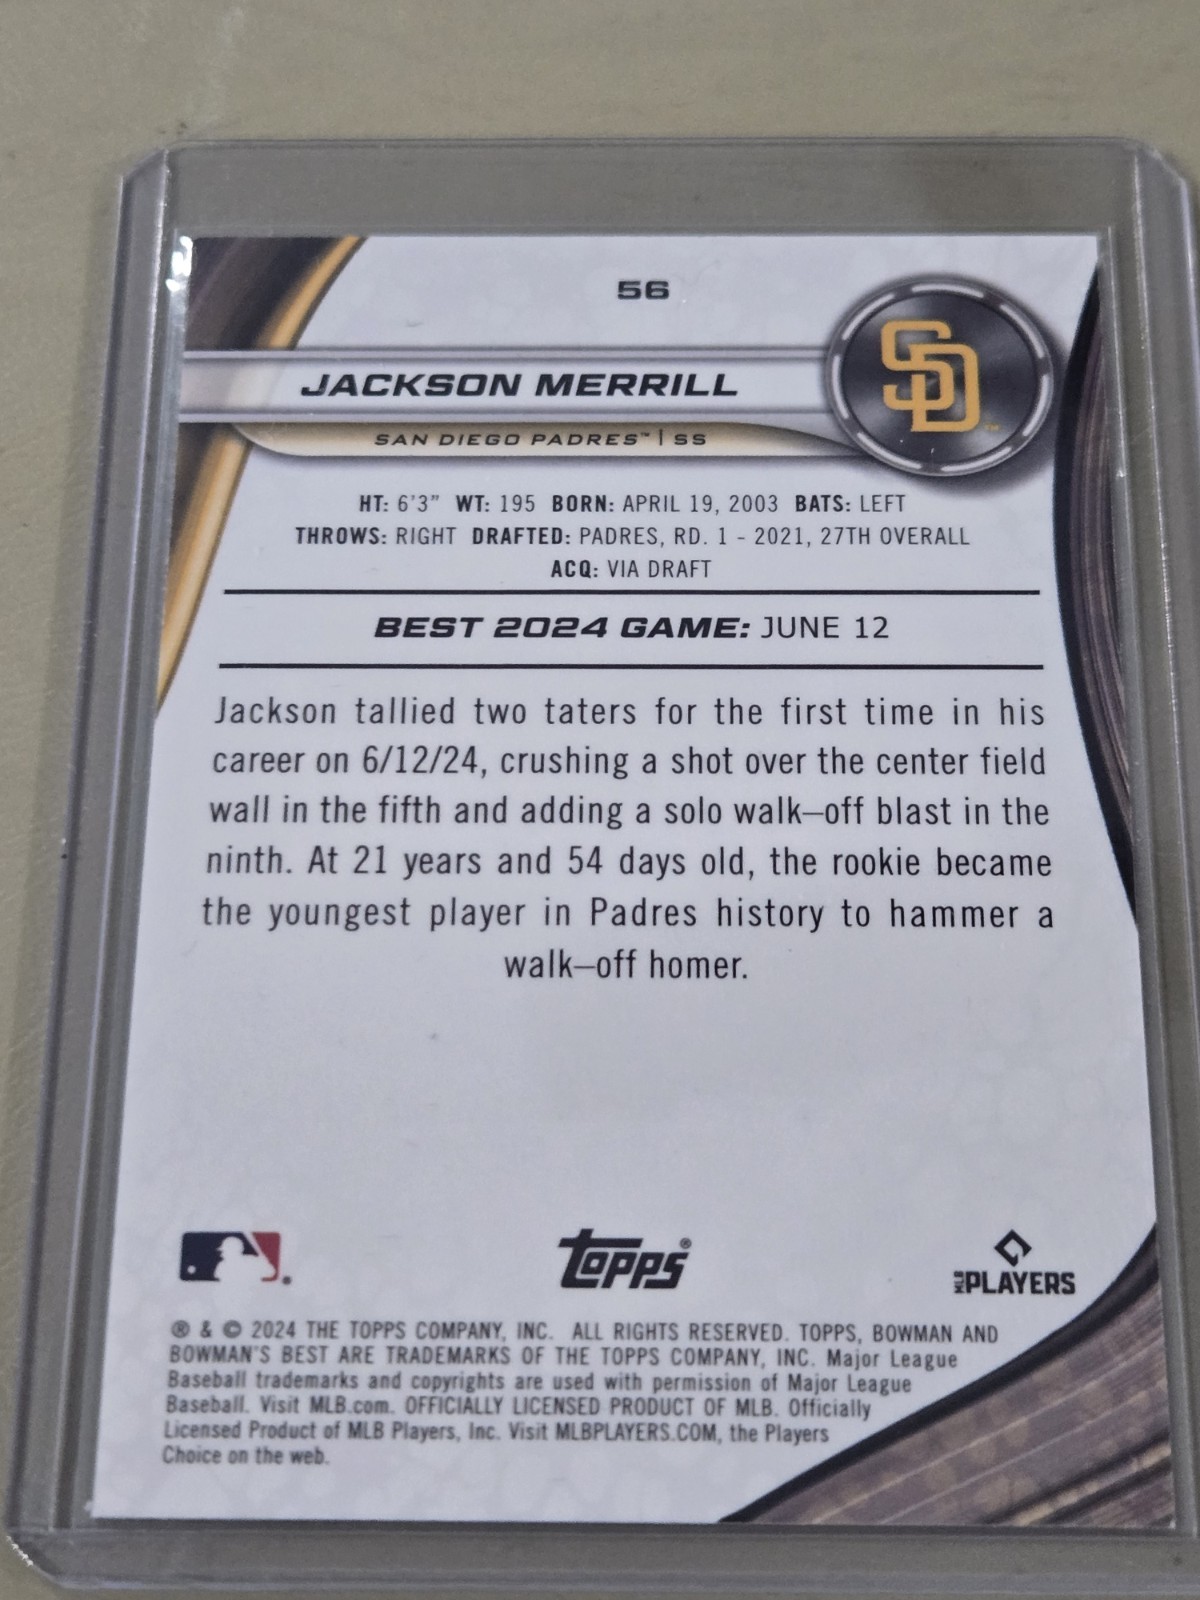 56
SD™
JACKSON MERRILL
SAN DIEGO PADRES™ | SS
HT: 6'3" WT: 195 BORN: APRIL 19, 2003 BATS: LEFT
THROWS: RIGHT DRAFTED: PADRES, RD. 1 - 2021, 27TH OVERALL
ACQ: VIA DRAFT
BEST 2024 GAME: JUNE 12
Jackson tallied two taters for the first time in his
career on 6/12/24, crushing a shot over the center field
wall in the fifth and adding a solo walk–off blast in the
ninth. At 21 years and 54 days old, the rookie became
the youngest player in Padres history to hammer a
walk–off homer.
® topps® MLB PLAYERS
® & © 2024 THE TOPPS COMPANY, INC. ALL RIGHTS RESERVED. TOPPS, BOWMAN AND
BOWMAN'S BEST ARE TRADEMARKS OF THE TOPPS COMPANY, INC. Major League
Baseball trademarks and copyrights are used with permission of Major League
Baseball. Visit MLB.com. OFFICIALLY LICENSED PRODUCT OF MLB. Officially
Licensed Product of MLB Players, Inc. Visit MLBPLAYERS.COM, the Players
Choice on the web.